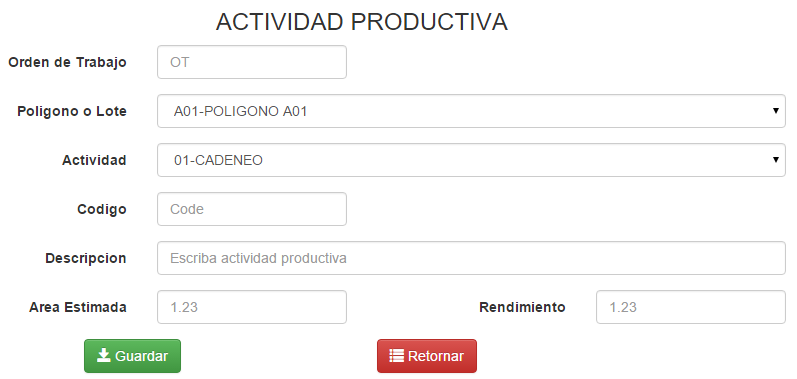 ACTIVIDAD PRODUCTIVA
Orden de Trabajo OT
Poligono o Lote A01-POLIGONO A01
Actividad 01-CADENEO
Codigo Code
Descripcion Escriba actividad productiva
Area Estimada 1.23 Rendimiento 1.23
Guardar Retornar